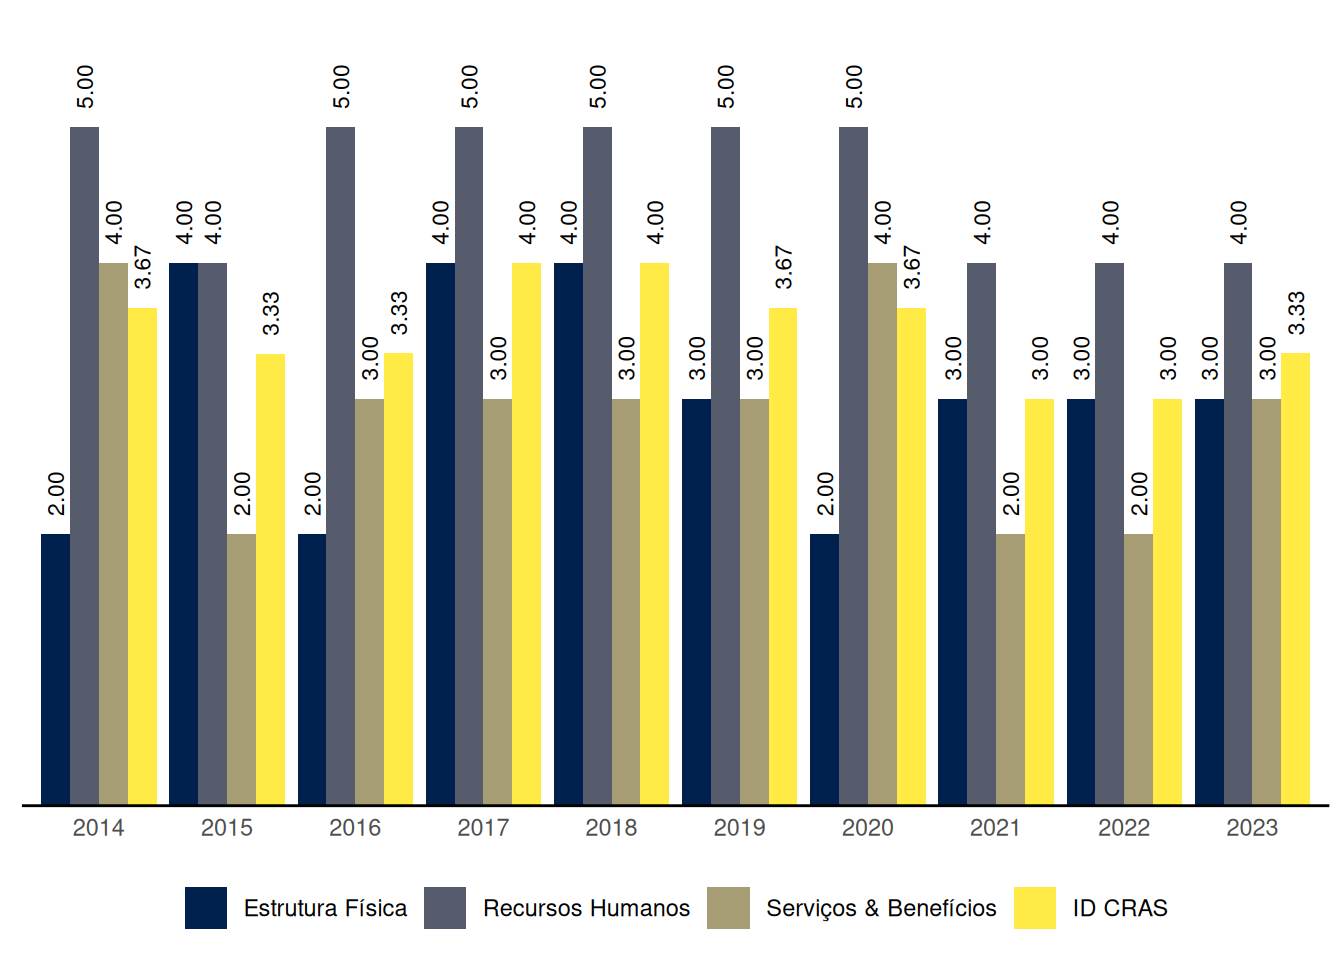 5.00 5.00 5.00 5.00 5.00 5.00
4.00 4.00 4.00 4.00 4.00 4.00 4.00 4.00 4.00 4.00 4.00
3.67 3.67 3.67
3.33 3.33 3.33
3.00 3.00 3.00 3.00 3.00 3.00 3.00 3.00 3.00 3.00 3.00
2.00 2.00 2.00 2.00 2.00 2.00
2014 2015 2016 2017 2018 2019 2020 2021 2022 2023
Estrutura Física Recursos Humanos Serviços & Benefícios ID CRAS